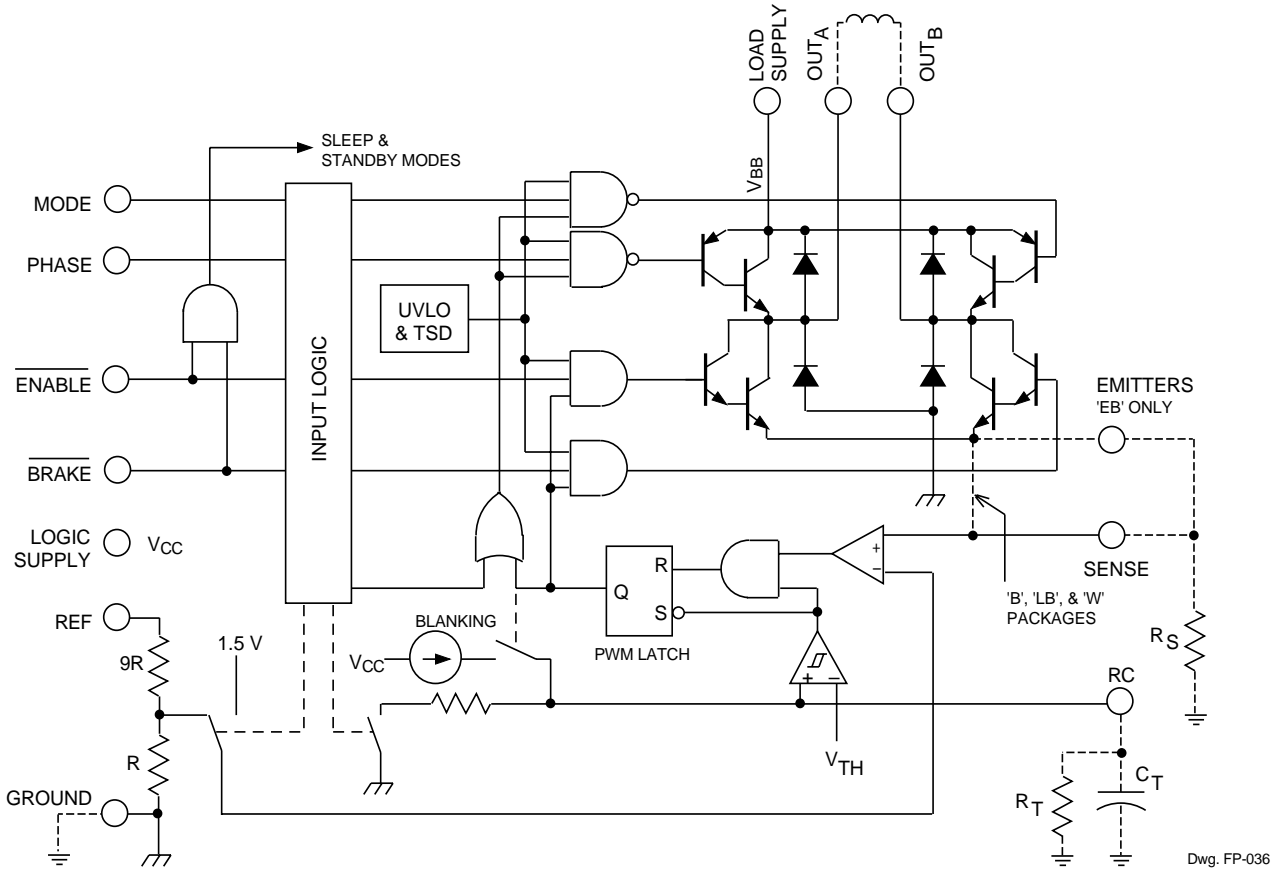 LOAD
SUPPLY
OUTA
OUTB
VBB
SLEEP &
STANDBY MODES
MODE
PHASE
UVLO
& TSD
INPUT LOGIC
ENABLE
EMITTERS
'EB' ONLY
BRAKE
LOGIC
SUPPLY
VCC
+
−
SENSE
R
Q
S
PWM LATCH
'B', 'LB', & 'W'
PACKAGES
REF
BLANKING
1.5 V
9R
VCC
RS
+
−
RC
VTH
R
GROUND
RT
CT
Dwg. FP-036